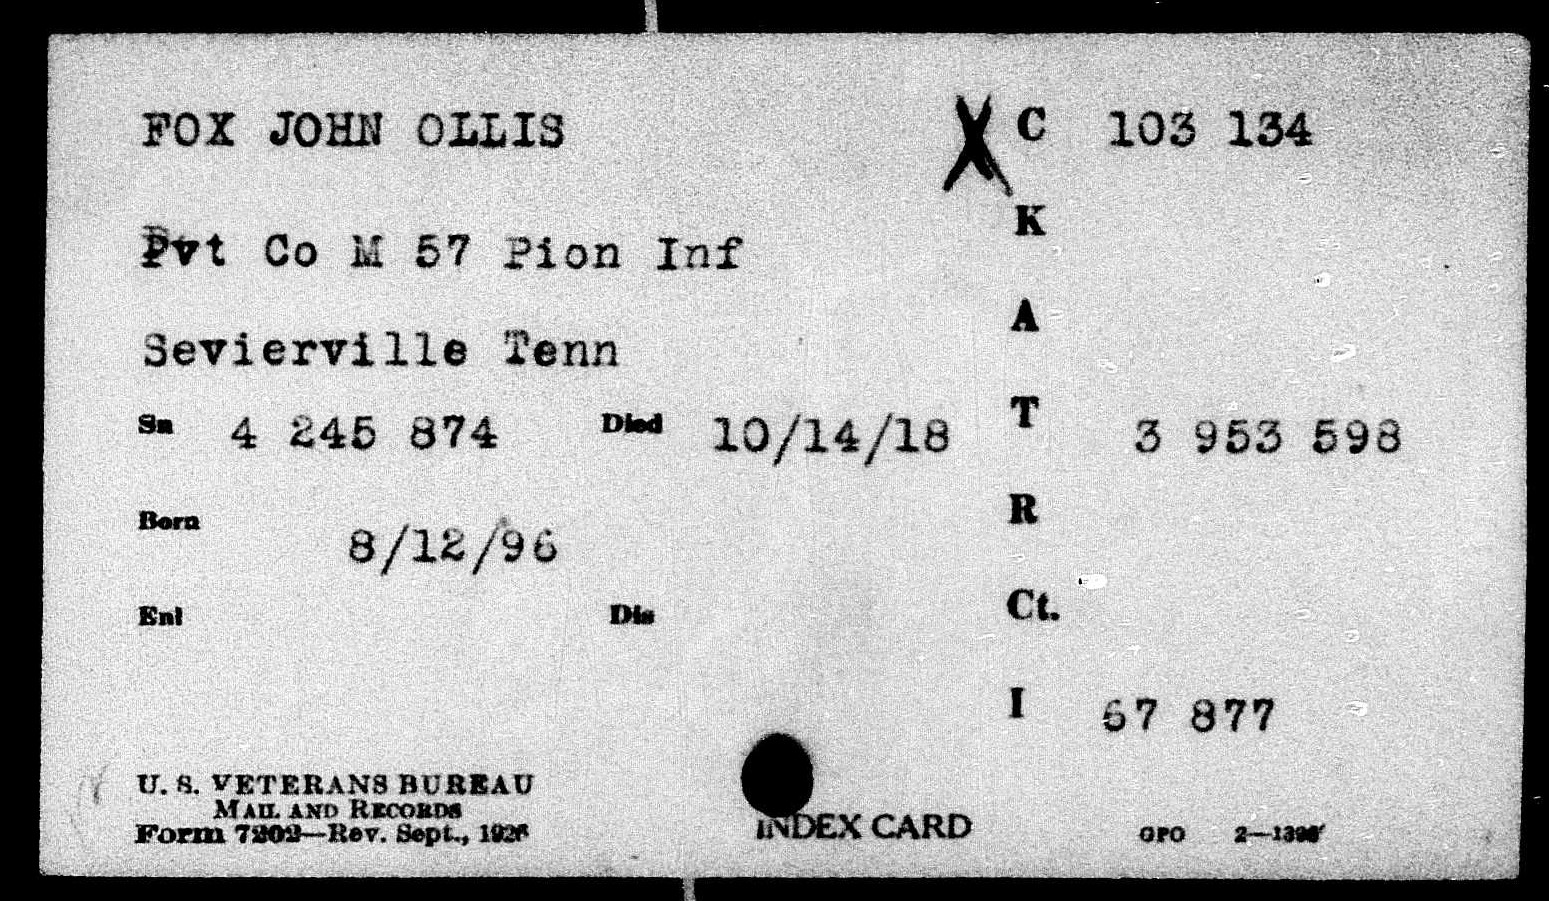 FOX JOHN OLLIS
X C 103 134
Pvt Co M 57 Pion Inf
K
Sevierville Tenn
A
Sn 4 245 874 Died 10/14/18
T 3 953 598
Born 8/12/96
R
Enl Dis
Ct.
I 67 877
U. S. VETERANS BUREAU
MAIL AND RECORDS
Form 7202—Rev. Sept., 1926
INDEX CARD
GPO 2—1396